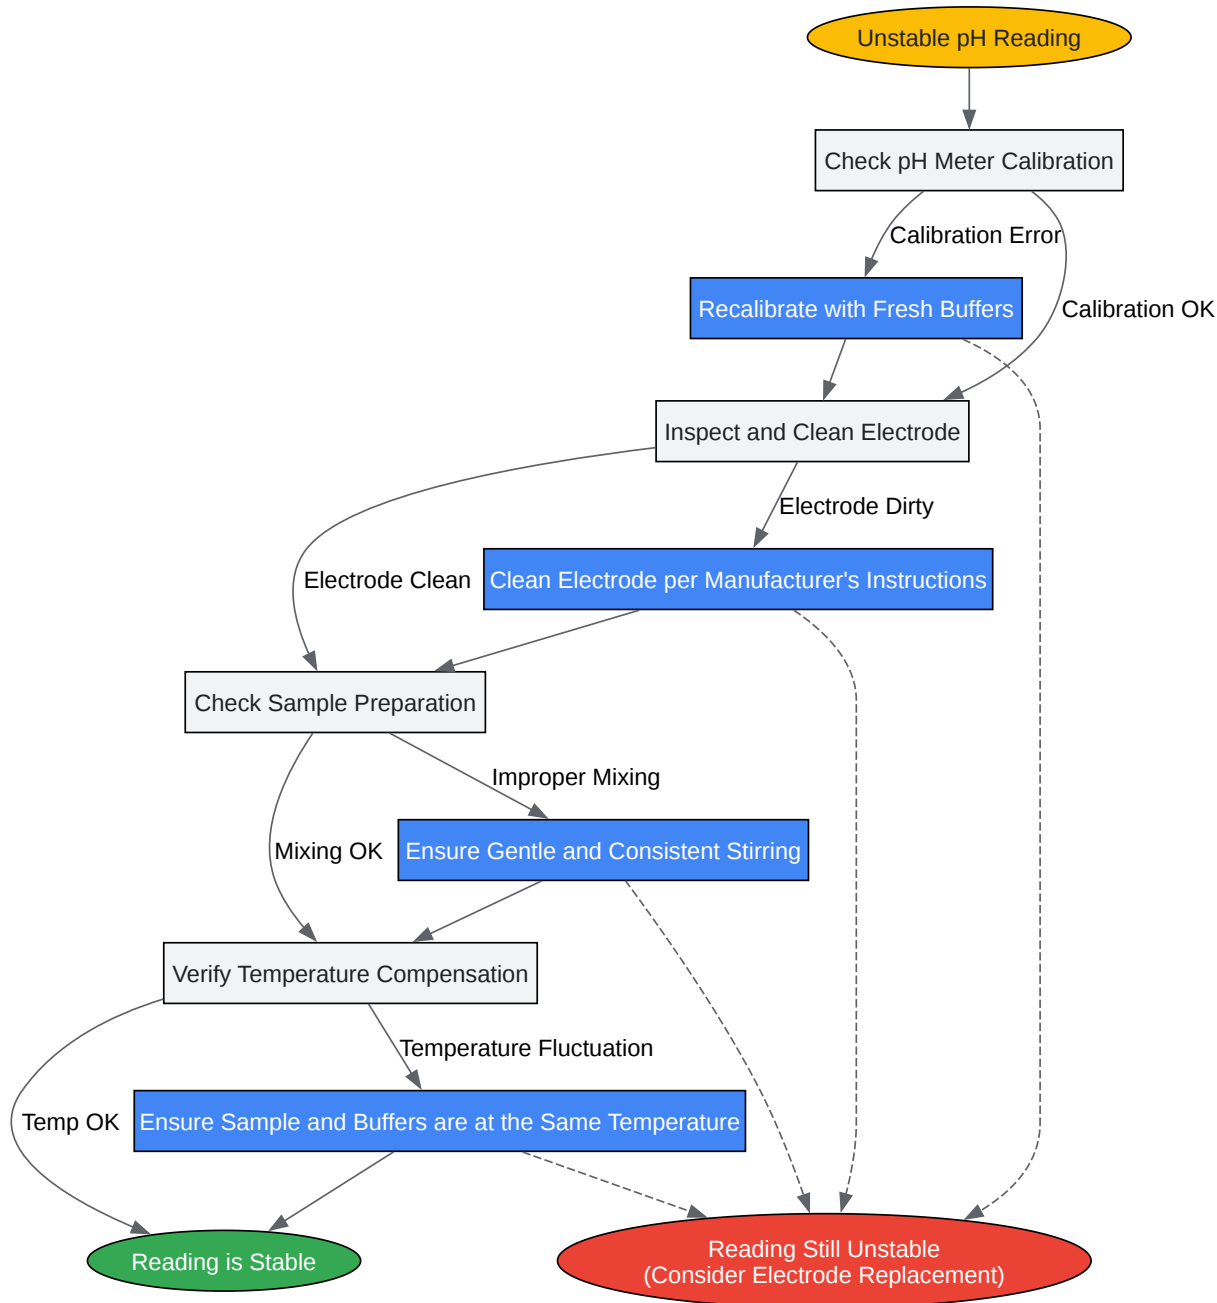 Unstable pH Reading
Check pH Meter Calibration
Calibration Error
Recalibrate with Fresh Buffers
Calibration OK
Inspect and Clean Electrode
Electrode Dirty
Electrode Clean
Clean Electrode per Manufacturer's Instructions
Check Sample Preparation
Improper Mixing
Mixing OK
Ensure Gentle and Consistent Stirring
Verify Temperature Compensation
Temperature Fluctuation
Temp OK
Ensure Sample and Buffers are at the Same Temperature
Reading is Stable
Reading Still Unstable
(Consider Electrode Replacement)